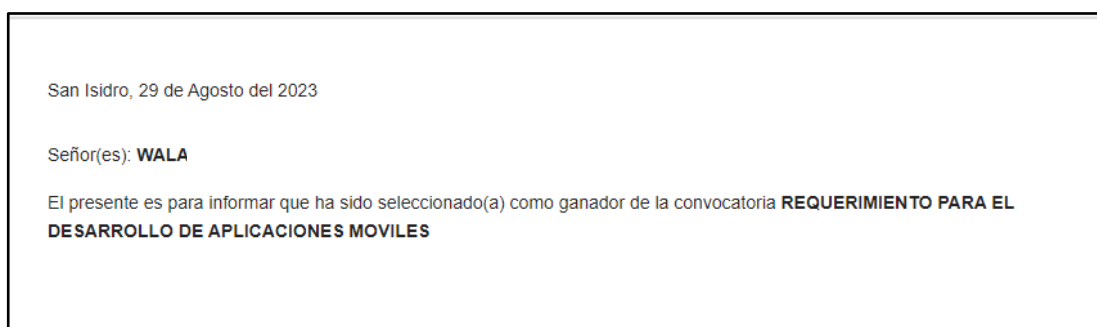 San Isidro, 29 de Agosto del 2023
Señor(es): WALA
El presente es para informar que ha sido seleccionado(a) como ganador de la convocatoria REQUERIMIENTO PARA EL
DESARROLLO DE APLICACIONES MOVILES